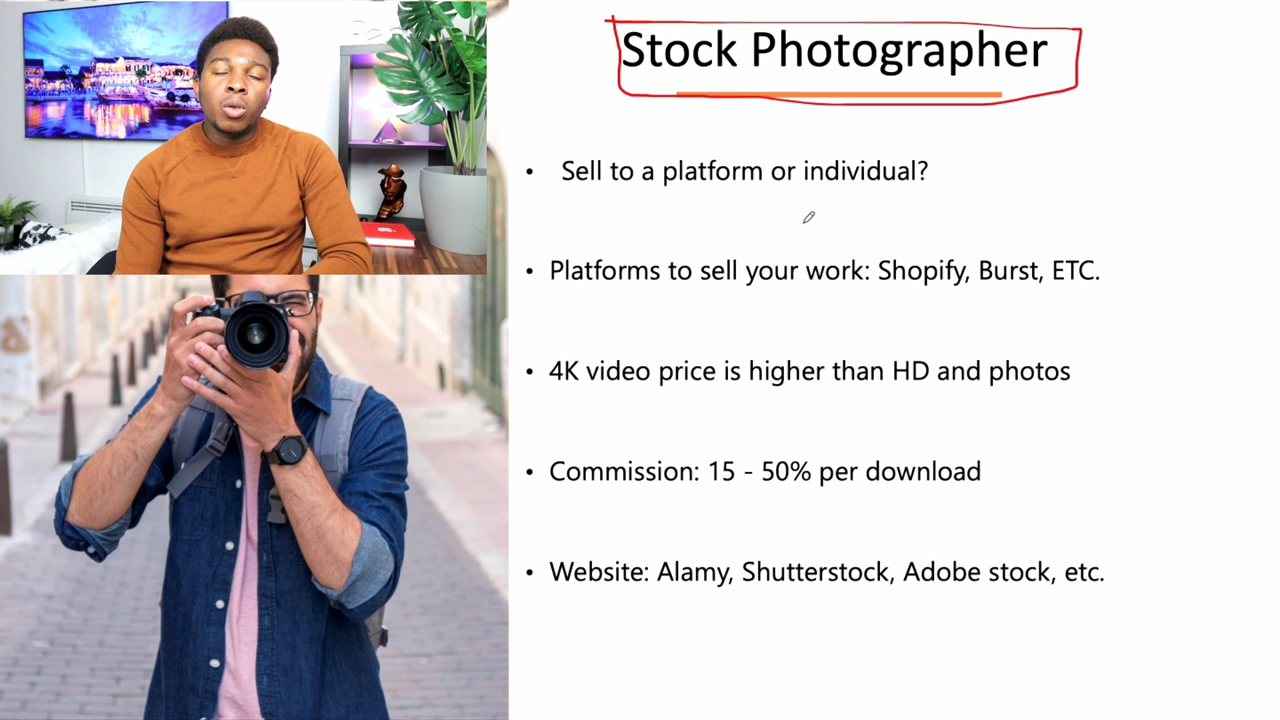 Stock Photographer
• Sell to a platform or individual?
• Platforms to sell your work: Shopify, Burst, ETC.
• 4K video price is higher than HD and photos
• Commission: 15 - 50% per download
• Website: Alamy, Shutterstock, Adobe stock, etc.